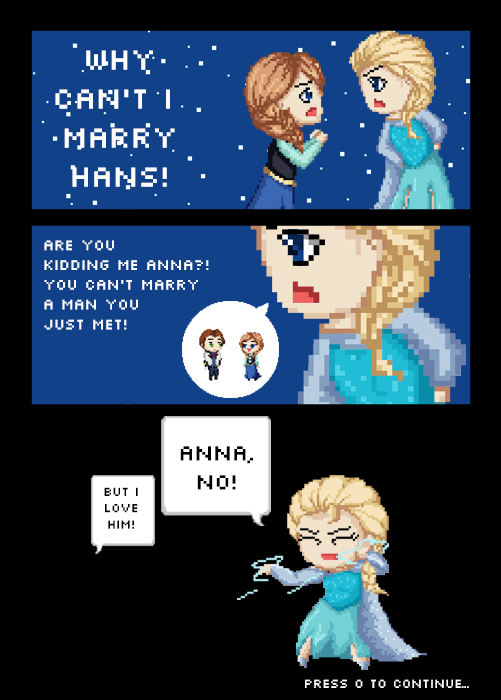 WHY
CAN'T I
MARRY
HANS!
ARE YOU
KIDDING ME ANNA?!
YOU CAN'T MARRY
A MAN YOU
JUST MET!
ANNA,
NO!
BUT I
LOVE
HIM!
PRESS O TO CONTINUE...